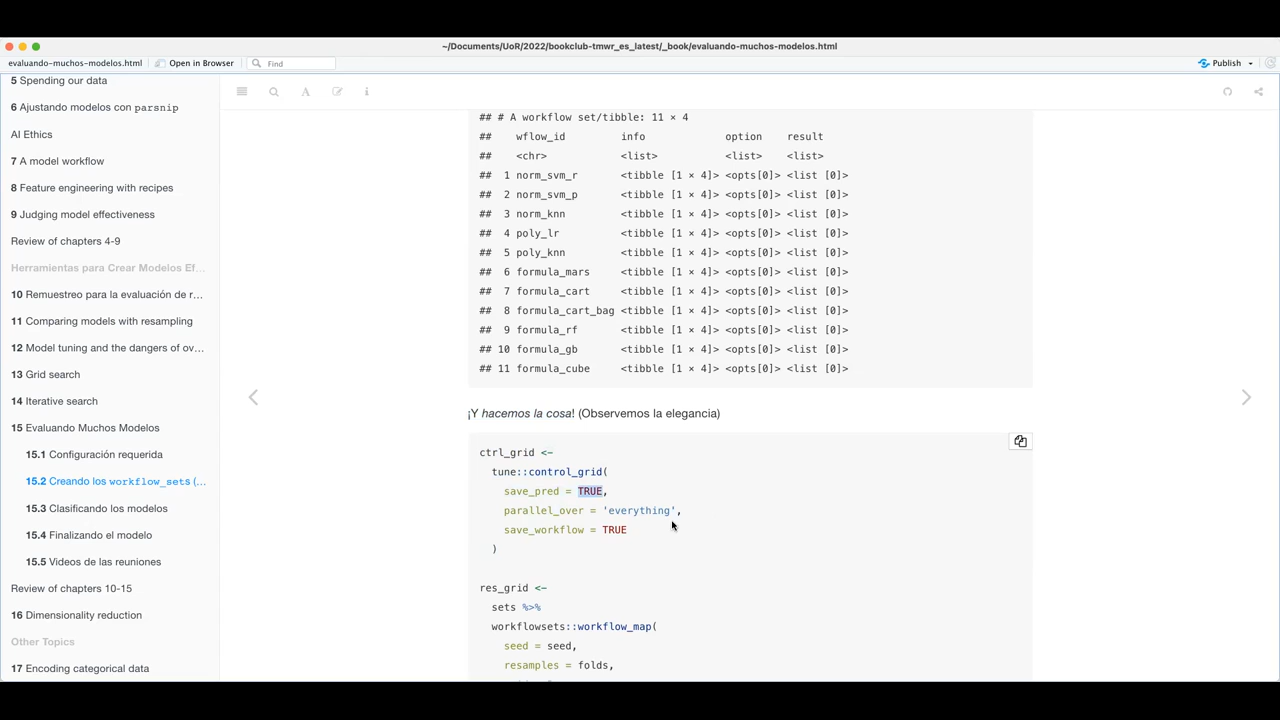 ~/Documents/UoR/2022/bookclub-tmwr_es_latest/_book/evaluando-muchos-modelos.html
evaluando-muchos-modelos.html
Open in Browser
Find
Publish
5 Spending our data
6 Ajustando modelos con parsnip
AI Ethics
7 A model workflow
8 Feature engineering with recipes
9 Judging model effectiveness
Review of chapters 4-9
Herramientas para Crear Modelos Ef…
10 Remuestreo para la evaluación de r…
11 Comparing models with resampling
12 Model tuning and the dangers of ov…
13 Grid search
14 Iterative search
15 Evaluando Muchos Modelos
15.1 Configuración requerida
15.2 Creando los workflow_sets (…
15.3 Clasificando los modelos
15.4 Finalizando el modelo
15.5 Videos de las reuniones
Review of chapters 10-15
16 Dimensionality reduction
Other Topics
17 Encoding categorical data
## # A workflow set/tibble: 11 × 4
##    wflow_id         info             option    result
##    <chr>            <list>           <list>    <list>
##  1 norm_svm_r       <tibble [1 × 4]> <opts[0]> <list [0]>
##  2 norm_svm_p       <tibble [1 × 4]> <opts[0]> <list [0]>
##  3 norm_knn         <tibble [1 × 4]> <opts[0]> <list [0]>
##  4 poly_lr          <tibble [1 × 4]> <opts[0]> <list [0]>
##  5 poly_knn         <tibble [1 × 4]> <opts[0]> <list [0]>
##  6 formula_mars     <tibble [1 × 4]> <opts[0]> <list [0]>
##  7 formula_cart     <tibble [1 × 4]> <opts[0]> <list [0]>
##  8 formula_cart_bag <tibble [1 × 4]> <opts[0]> <list [0]>
##  9 formula_rf       <tibble [1 × 4]> <opts[0]> <list [0]>
## 10 formula_gb       <tibble [1 × 4]> <opts[0]> <list [0]>
## 11 formula_cube     <tibble [1 × 4]> <opts[0]> <list [0]>
¡Y hacemos la cosa! (Observemos la elegancia)
ctrl_grid <-
  tune::control_grid(
    save_pred = TRUE,
    parallel_over = 'everything',
    save_workflow = TRUE
  )
res_grid <-
  sets %>%
  workflowsets::workflow_map(
    seed = seed,
    resamples = folds,